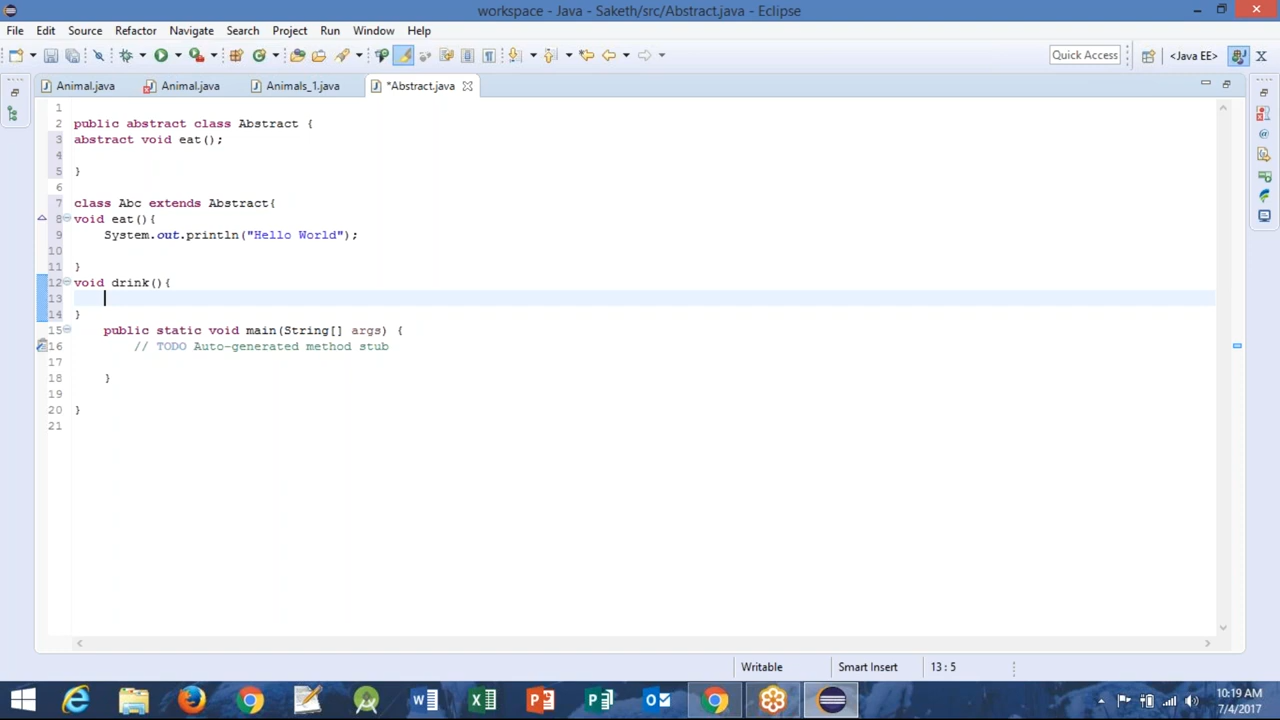 workspace - Java - Saketh/src/Abstract.java - Eclipse
File Edit Source Refactor Navigate Search Project Run Window Help
Quick Access <Java EE>
Animal.java Animal.java Animals_1.java *Abstract.java
1
2 public abstract class Abstract {
3 abstract void eat();
4
5 }
6
7 class Abc extends Abstract{
8 void eat(){
9 System.out.println("Hello World");
10
11 }
12 void drink(){
13
14 }
15 public static void main(String[] args) {
16 // TODO Auto-generated method stub
17
18 }
19
20 }
21
Writable Smart Insert 13 : 5
10:19 AM
7/4/2017